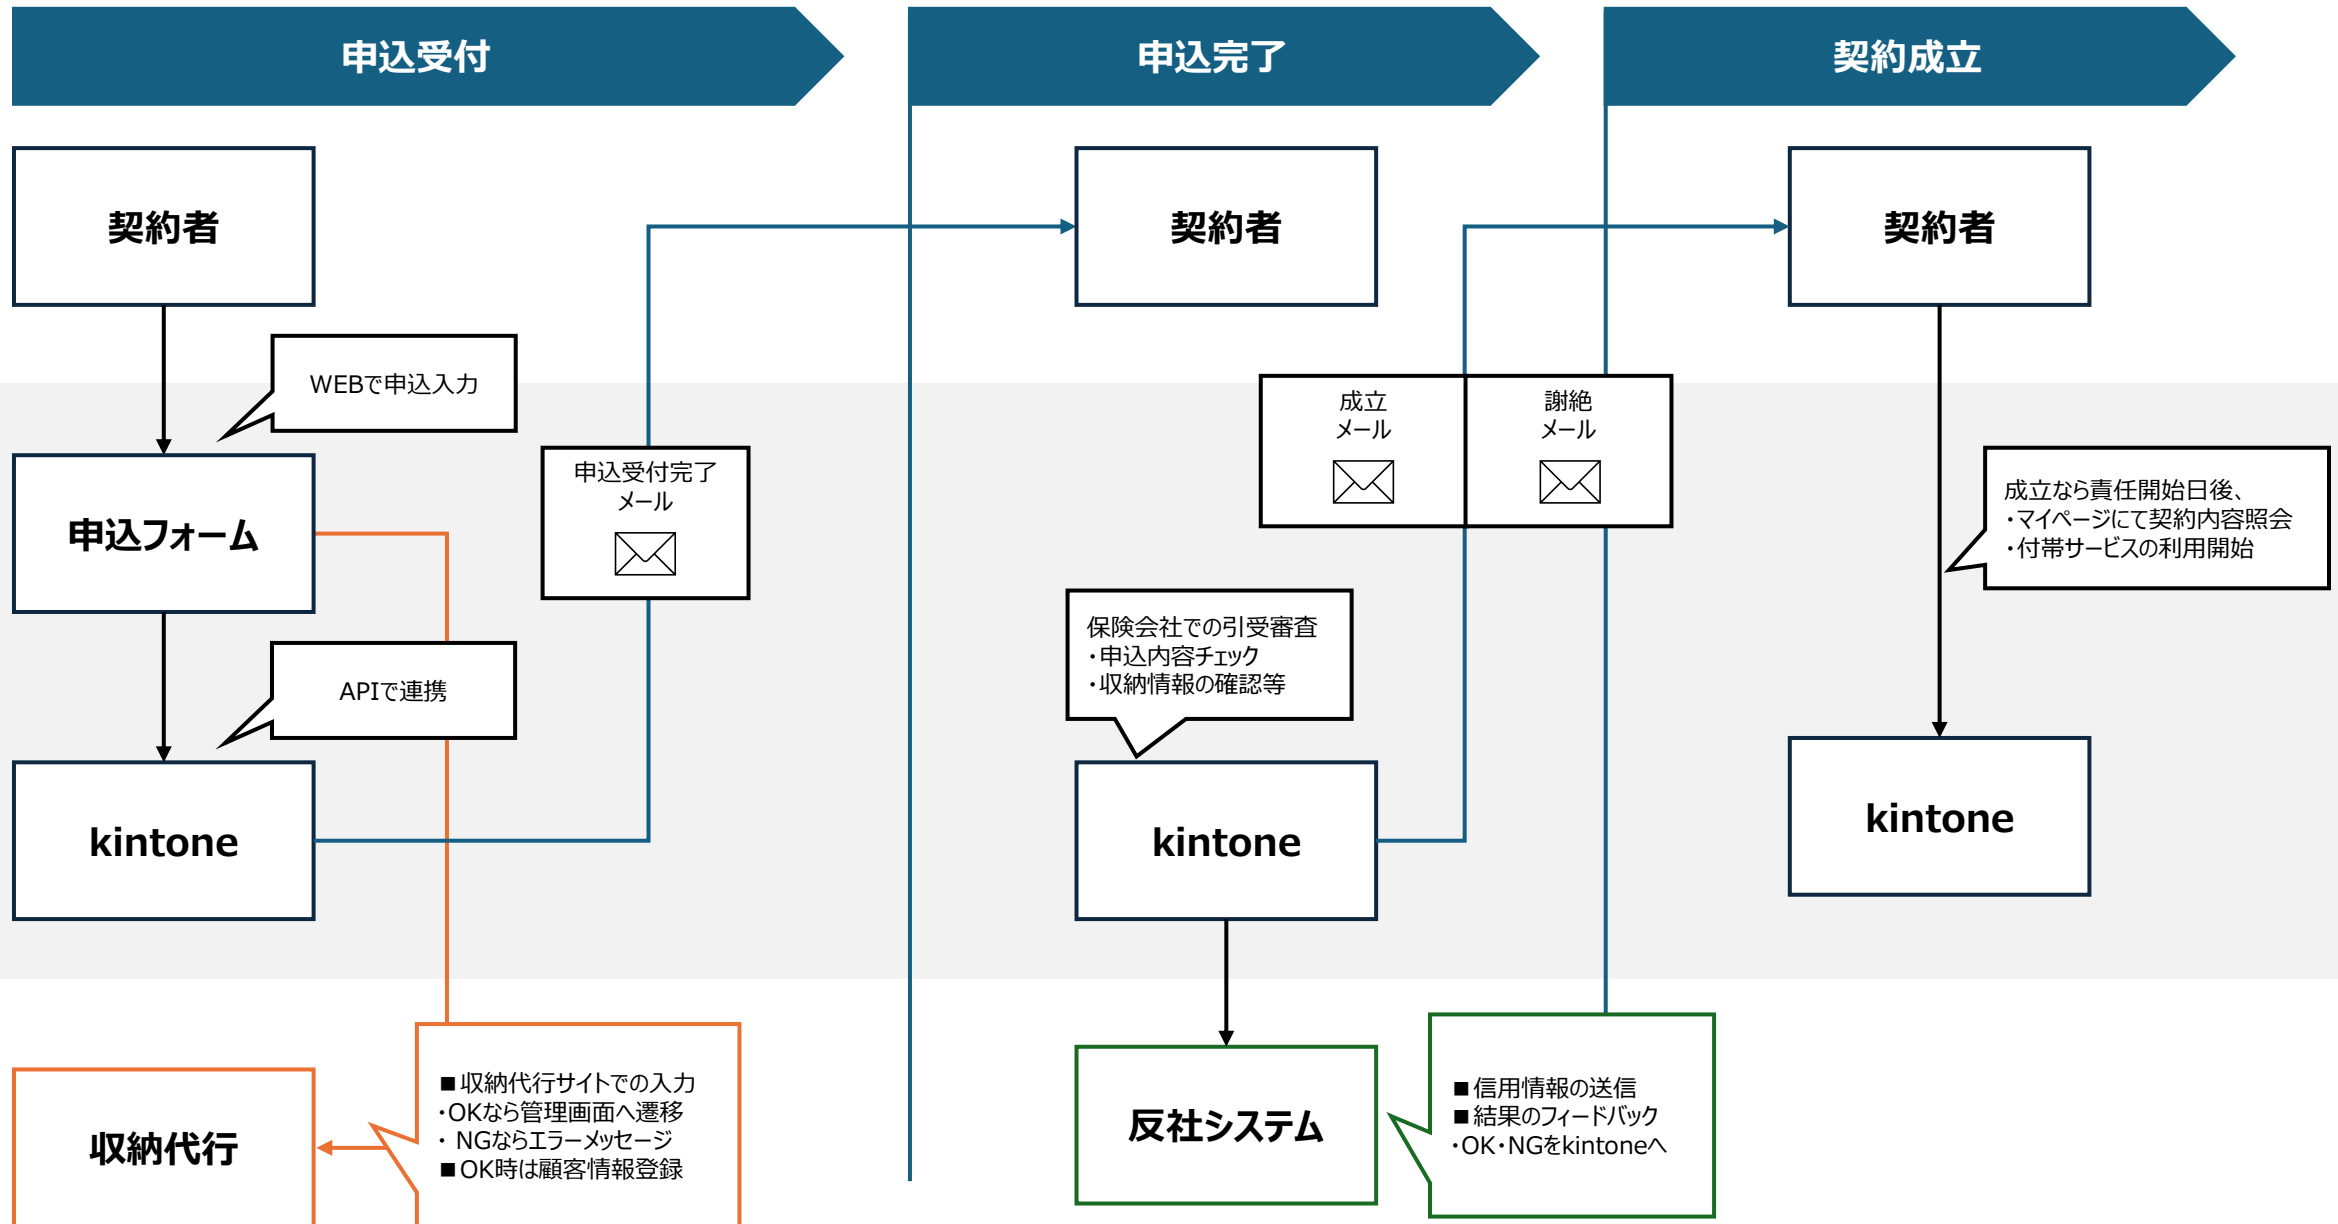 申込受付
申込完了
契約成立
契約者
契約者
契約者
WEBで申込入力
申込フォーム
申込受付完了
メール
APIで連携
kintone
■収納代行サイトでの入力
・OKなら管理画面へ遷移
・ NGならエラーメッセージ
■OK時は顧客情報登録
収納代行
成立
メール
謝絶
メール
保険会社での引受審査
・申込内容チェック
・収納情報の確認等
kintone
■信用情報の送信
■結果のフィードバック
・OK・NGをkintoneへ
反社システム
成立なら責任開始日後、
・マイページにて契約内容照会
・付帯サービスの利用開始
kintone